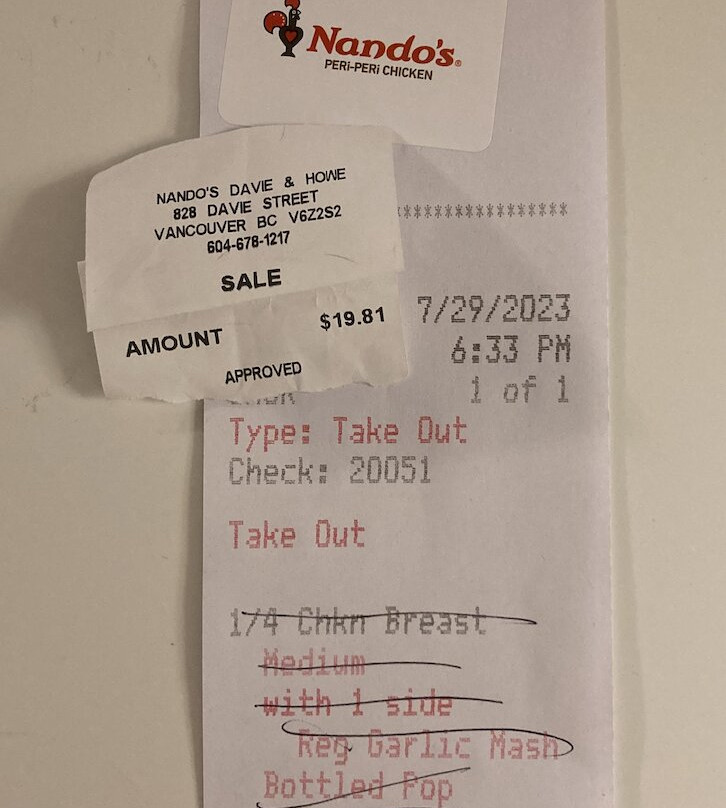 Nando's®
PERi-PERi CHICKEN
NANDO'S DAVIE & HOWE
828 DAVIE STREET
VANCOUVER BC V6Z2S2
604-678-1217
SALE
AMOUNT $19.81
APPROVED
******************
7/29/2023
6:33 PM
1 of 1
Type: Take Out
Check: 20051
Take Out
1/4 Chkn Breast
Medium
with 1 side
Reg Garlic Mash
Bottled Pop